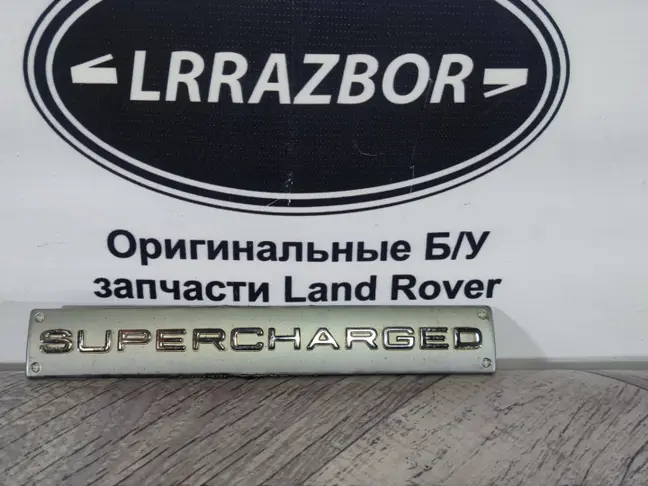 LRRAZBOR
Оригинальные Б/У
запчасти Land Rover
SUPERCHARGED